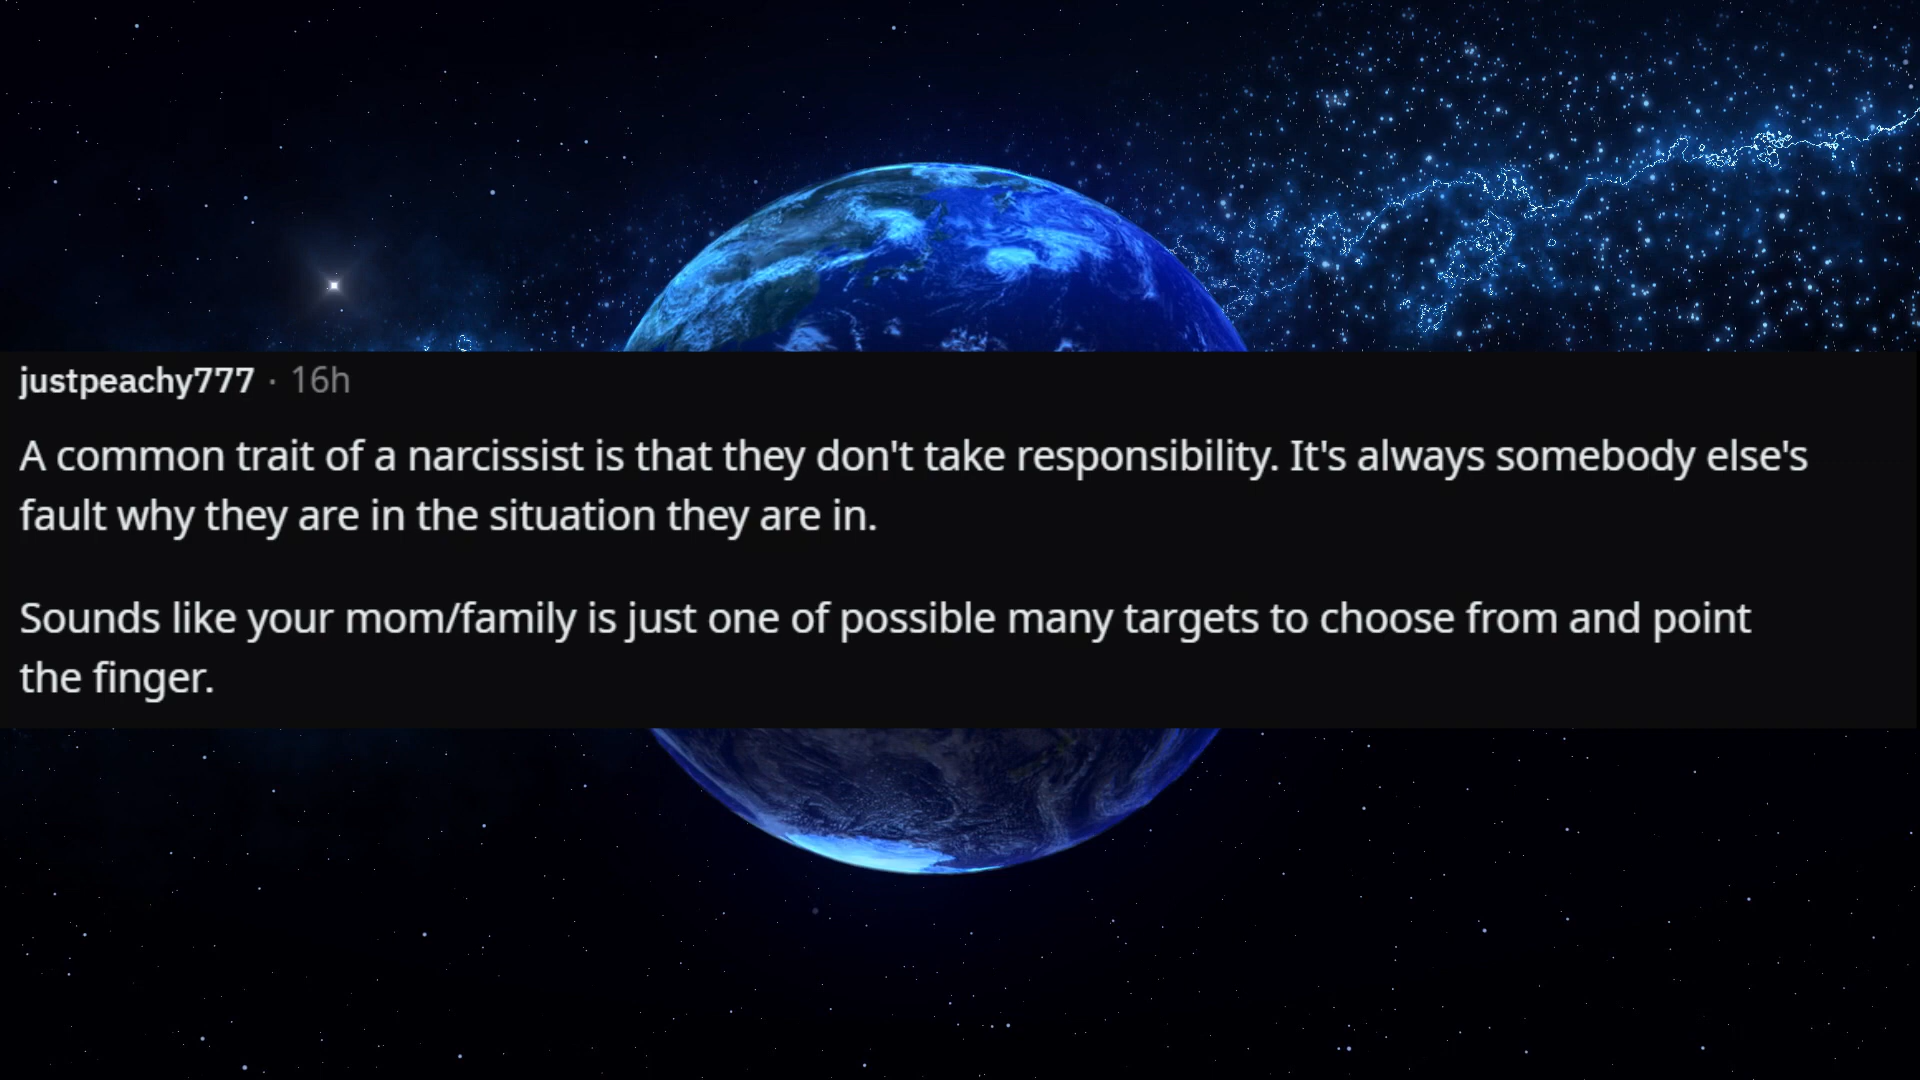 justpeachy777 · 16h
A common trait of a narcissist is that they don't take responsibility. It's always somebody else's
fault why they are in the situation they are in.
Sounds like your mom/family is just one of possible many targets to choose from and point
the finger.